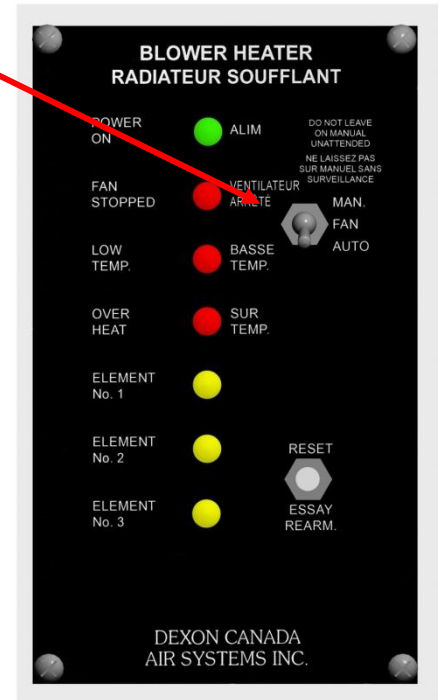 BLOWER HEATER
RADIATEUR SOUFFLANT
POWER
ON
ALIM
DO NOT LEAVE
ON MANUAL
UNATTENDED
NE LAISSEZ PAS
SUR MANUEL SANS
SURVEILLANCE
FAN
STOPPED
VENTILATEUR
ARRÊTÉ
MAN.
FAN
AUTO
LOW
TEMP.
BASSE
TEMP.
OVER
HEAT
SUR
TEMP.
ELEMENT
No. 1
ELEMENT
No. 2
RESET
ESSAY
REARM.
ELEMENT
No. 3
DEXON CANADA
AIR SYSTEMS INC.